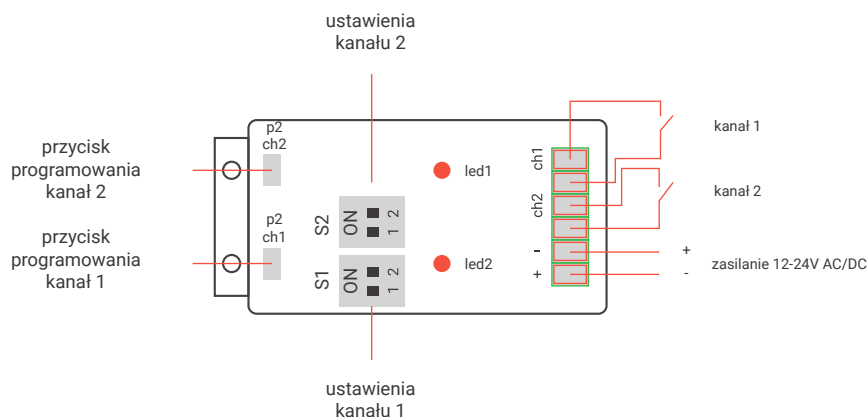 ustawienia
kanału 2
przycisk
programowania
kanał 2
p2
ch2
led1
ch1
kanał 1
ch2
kanał 2
S2
ON
1 2
przycisk
programowania
kanał 1
p2
ch1
led2
S1
ON
1 2
- +
+ -
zasilanie 12-24V AC/DC
ustawienia
kanału 1